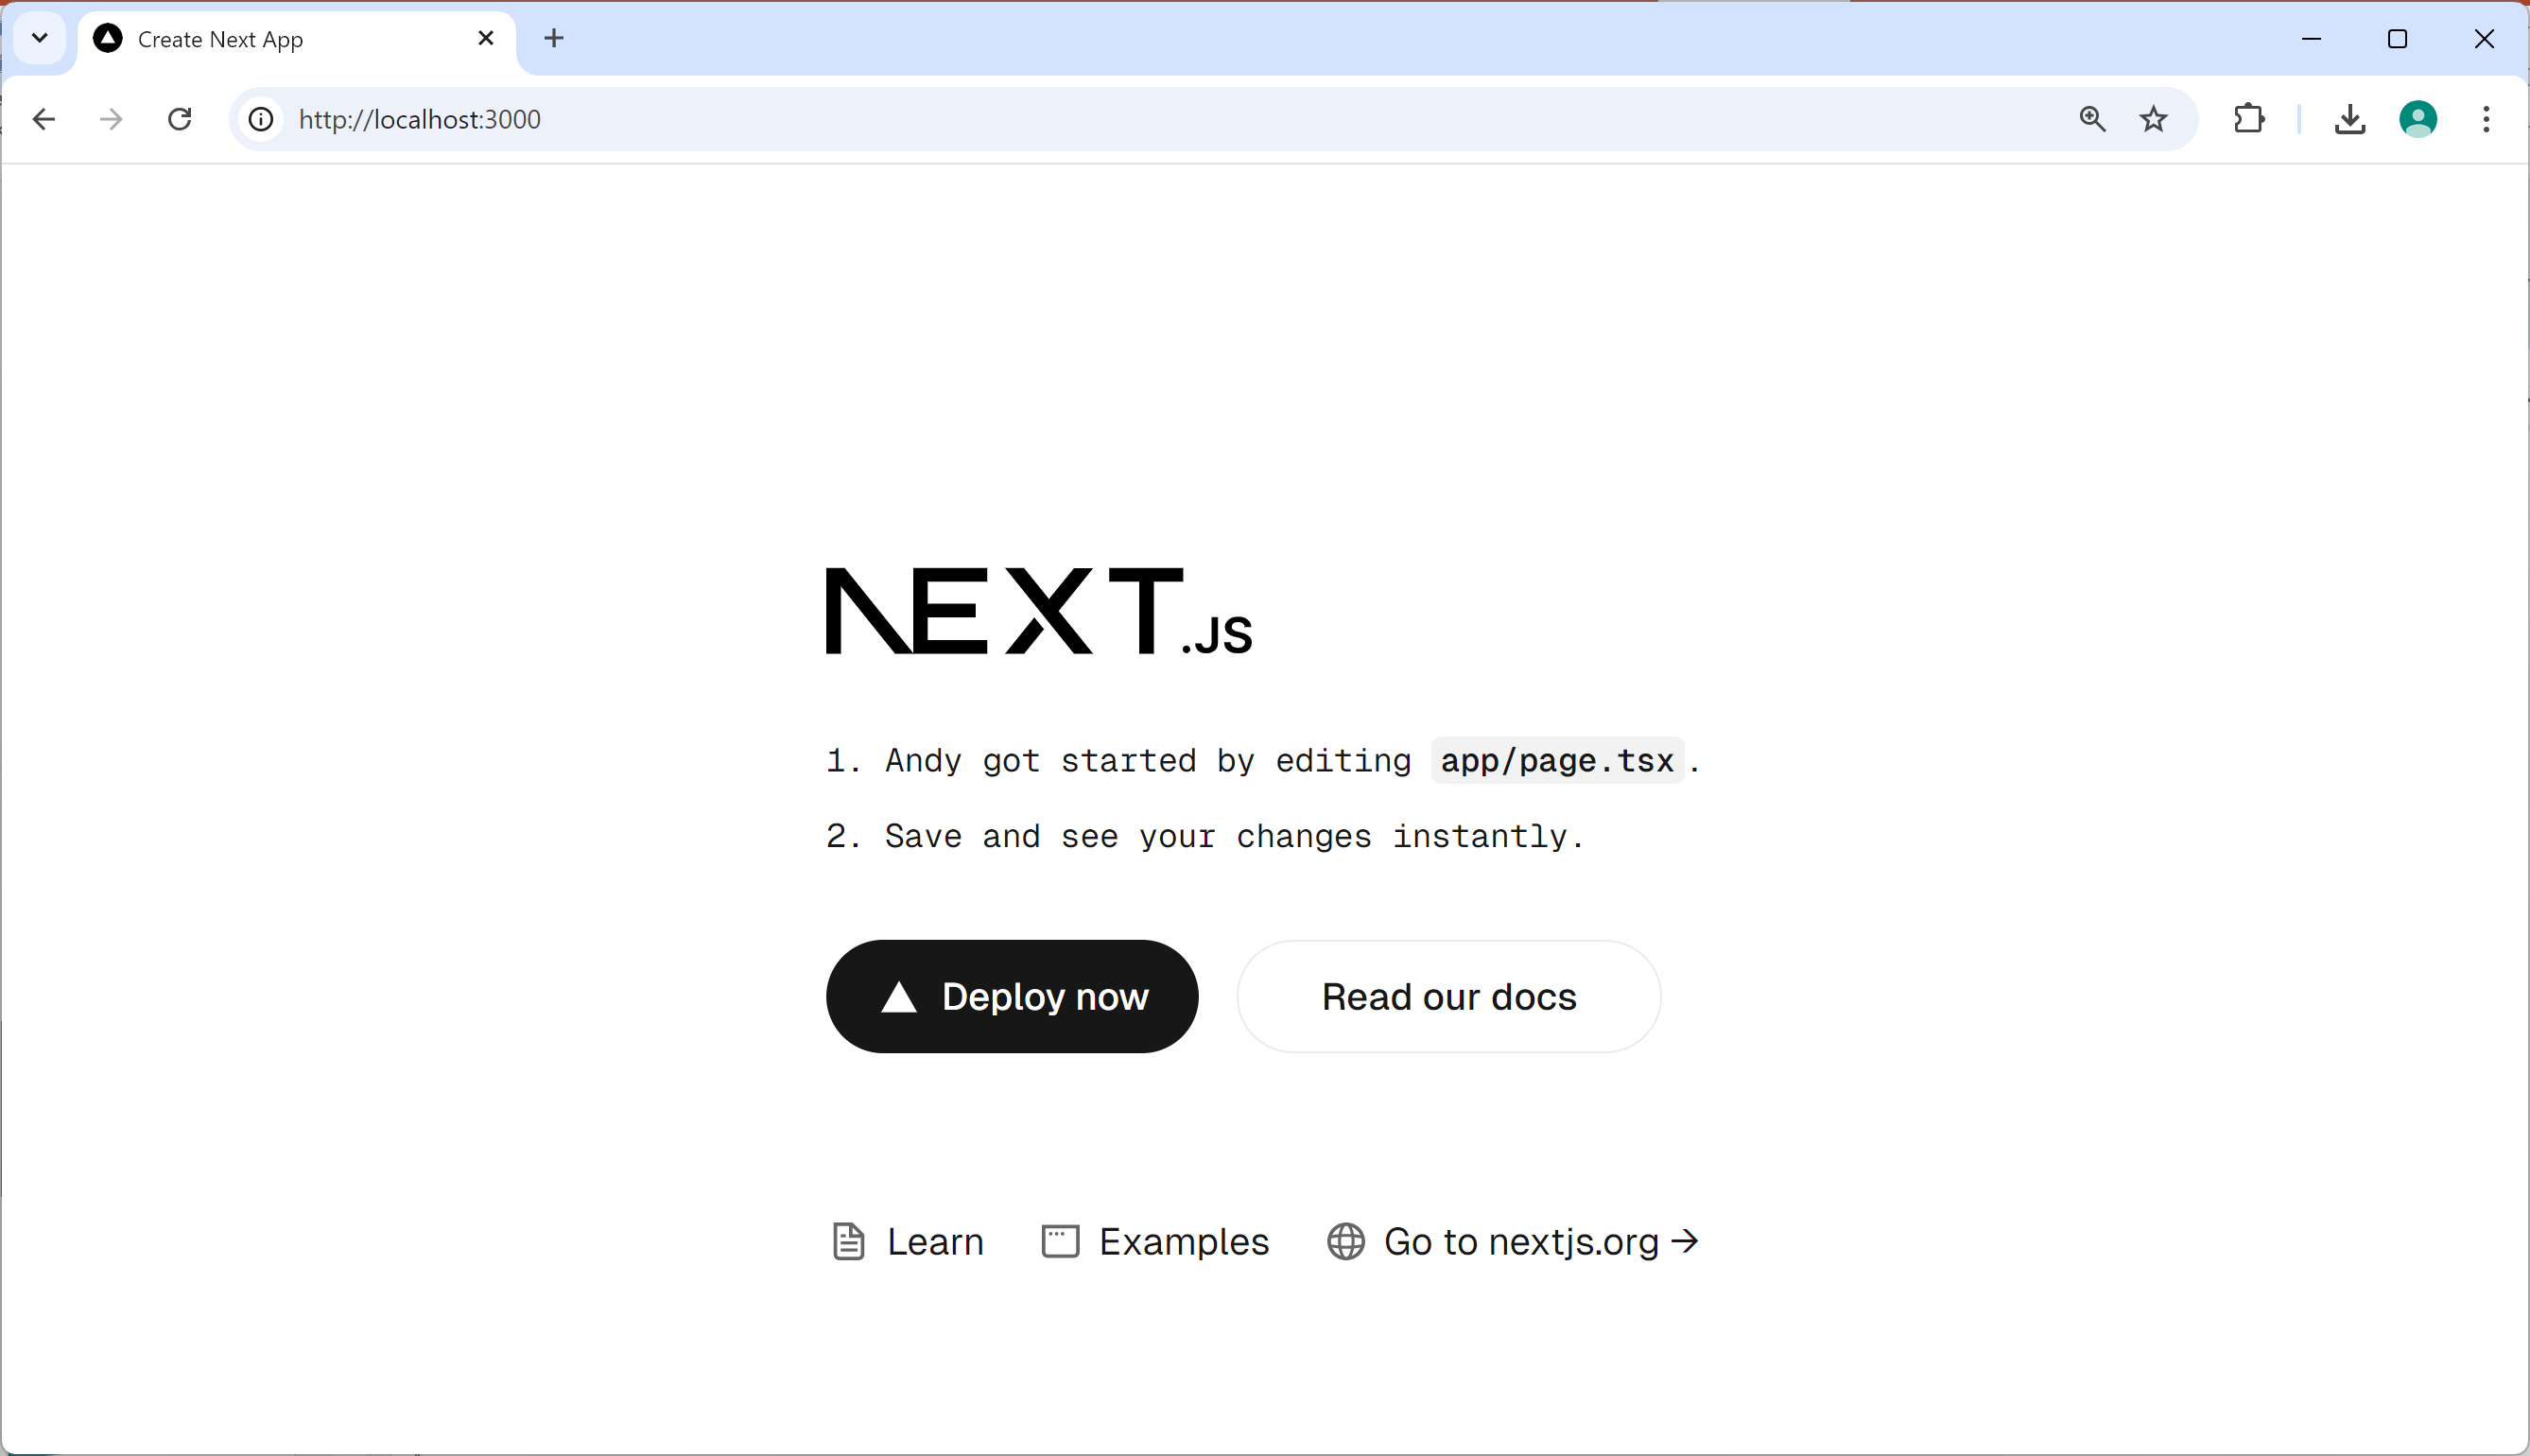 Create Next App
http://localhost:3000
NEXT.JS
1. Andy got started by editing app/page.tsx.
2. Save and see your changes instantly.
Deploy now
Read our docs
Learn
Examples
Go to nextjs.org →